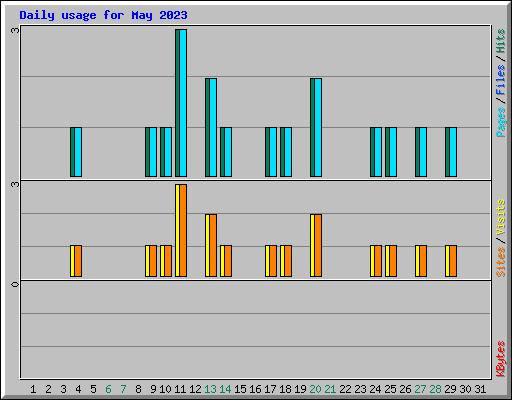 Daily usage for May 2023
3
3
0
Pages / Files / Hits
Sites / Visits
KBytes
1 2 3 4 5 6 7 8 9 10 11 12 13 14 15 16 17 18 19 20 21 22 23 24 25 26 27 28 29 30 31